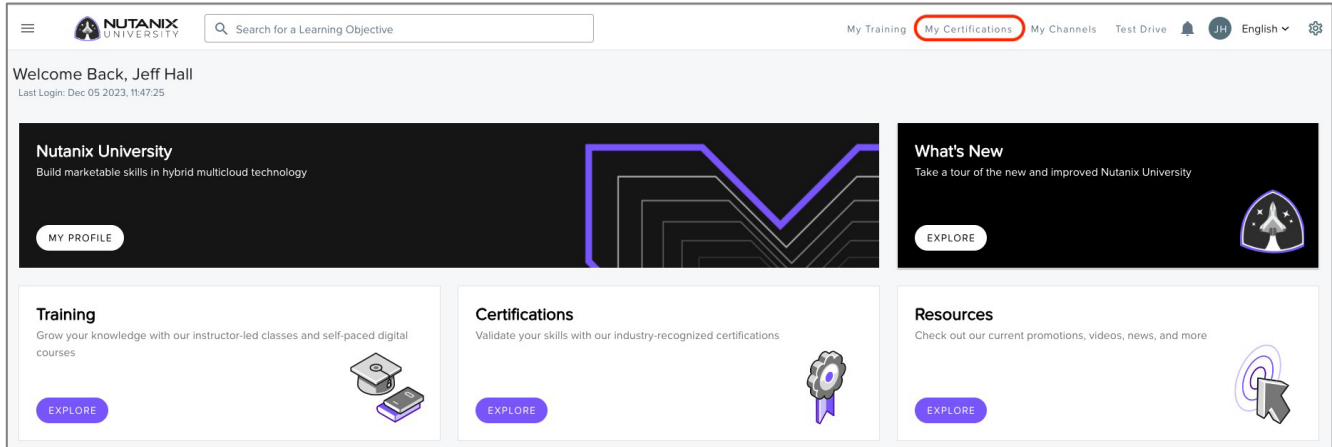 NUTANIX
UNIVERSITY
Search for a Learning Objective
My Training
My Certifications
My Channels
Test Drive
JH
English
Welcome Back, Jeff Hall
Last Login: Dec 05 2023, 11:47:25
Nutanix University
Build marketable skills in hybrid multicloud technology
MY PROFILE
What's New
Take a tour of the new and improved Nutanix University
EXPLORE
Training
Grow your knowledge with our instructor-led classes and self-paced digital
courses
EXPLORE
Certifications
Validate your skills with our industry-recognized certifications
EXPLORE
Resources
Check out our current promotions, videos, news, and more
EXPLORE